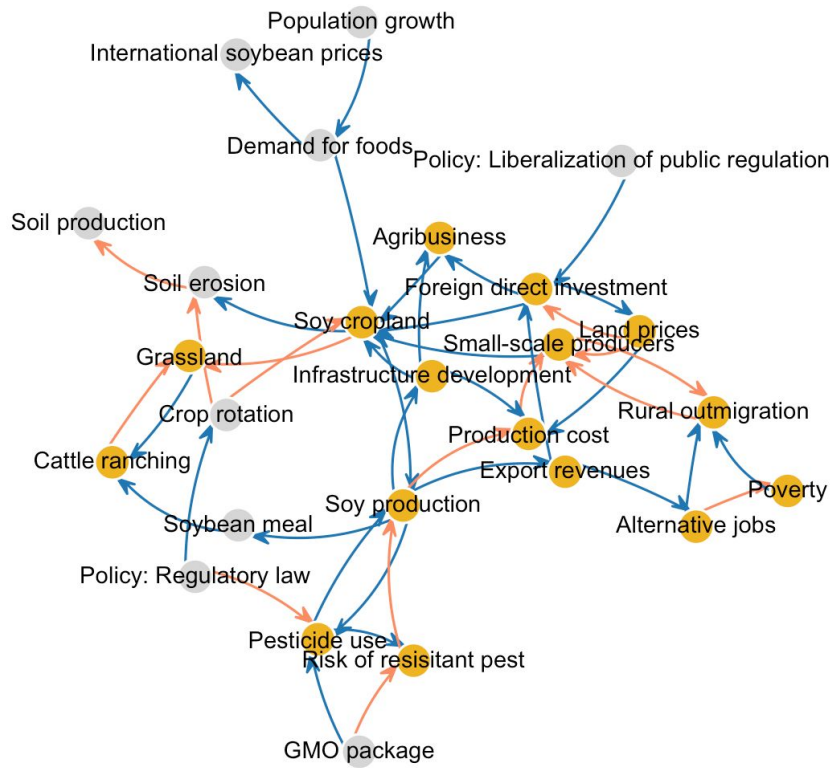 Population growth
International soybean prices
Demand for foods
Policy: Liberalization of public regulation
Soil production
Agribusiness
Soil erosion
Foreign direct investment
Soy cropland
Land prices
Small-scale producers
Grassland
Infrastructure development
Crop rotation
Rural outmigration
Production cost
Cattle ranching
Export revenues
Poverty
Soy production
Soybean meal
Alternative jobs
Policy: Regulatory law
Pesticide use
Risk of resisitant pest
GMO package